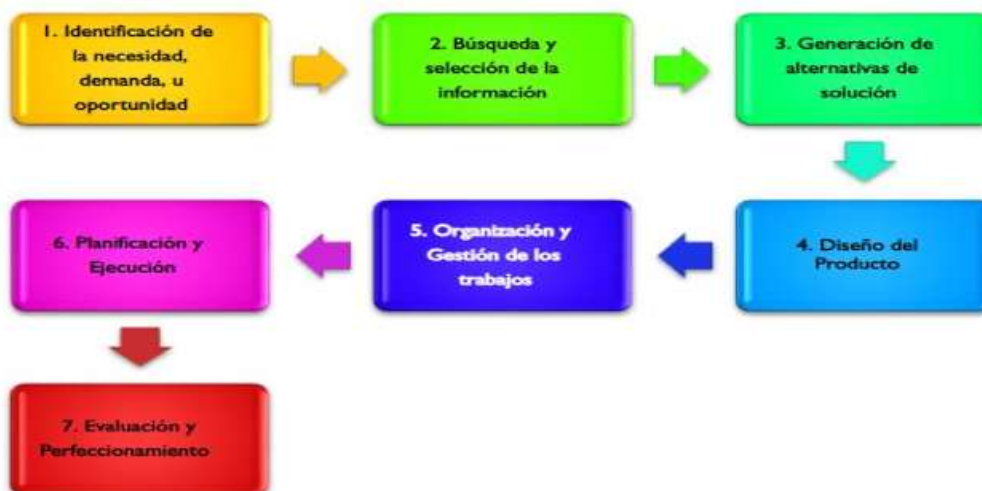 1. Identificación de
la necesidad,
demanda, u
oportunidad
2. Búsqueda y
selección de la
información
3. Generación de
alternativas de
solución
4. Diseño del
Producto
5. Organización y
Gestión de los
trabajos
6. Planificación y
Ejecución
7. Evaluación y
Perfeccionamiento